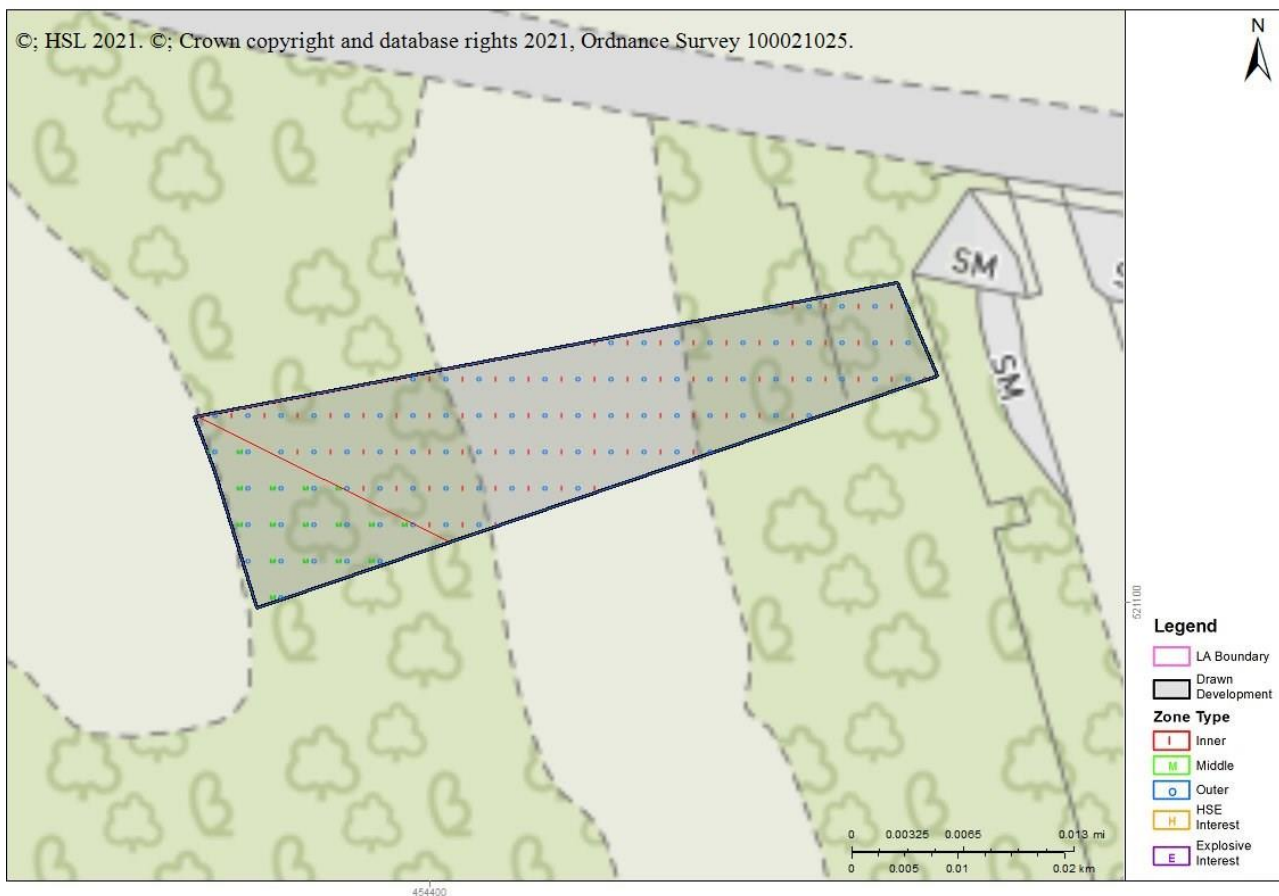 ©; HSL 2021. ©; Crown copyright and database rights 2021, Ordnance Survey 100021025.
N
SM
S
SM
521100
Legend
LA Boundary
Drawn
Development
Zone Type
I Inner
M Middle
O Outer
H HSE
Interest
E Explosive
Interest
0 0.00325 0.0065 0.013 mi
0 0.005 0.01 0.02 km
454400